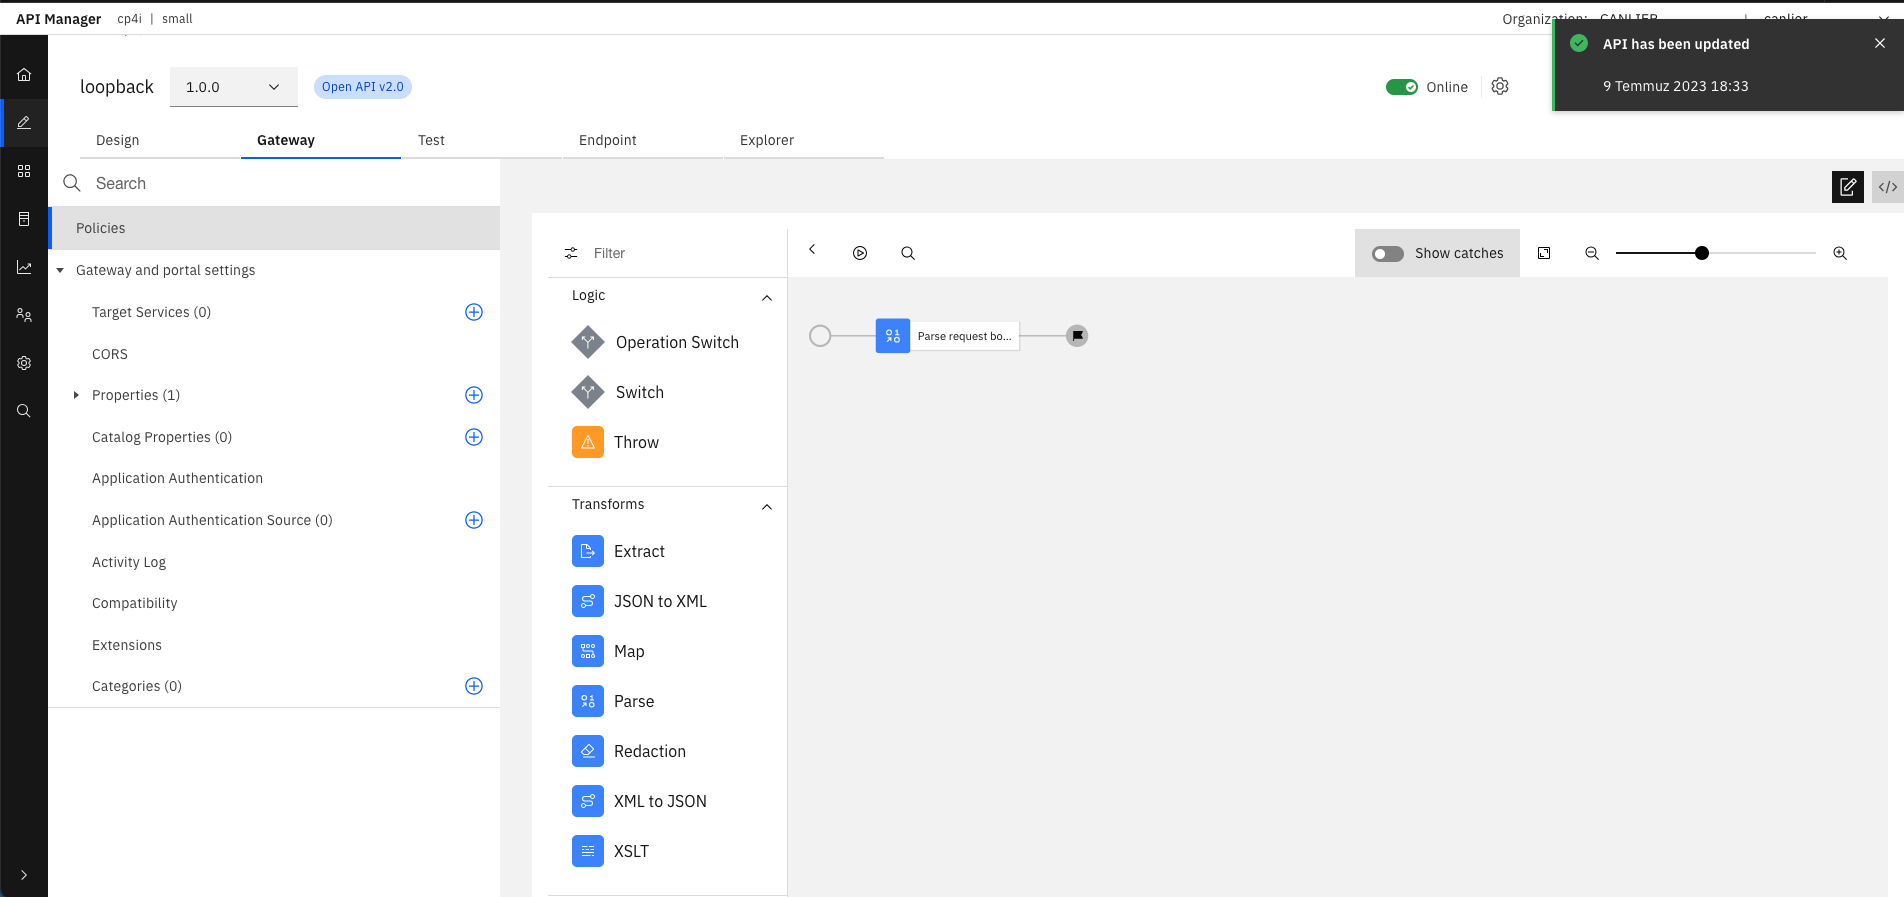 API Manager cp4i | small
Organization: CANLIER | canlier
API has been updated
9 Temmuz 2023 18:33
loopback 1.0.0 Open API v2.0
Online
Design Gateway Test Endpoint Explorer
Search
Policies
Gateway and portal settings
Target Services (0)
CORS
Properties (1)
Catalog Properties (0)
Application Authentication
Application Authentication Source (0)
Activity Log
Compatibility
Extensions
Categories (0)
Filter
Logic
Operation Switch
Switch
Throw
Transforms
Extract
JSON to XML
Map
Parse
Redaction
XML to JSON
XSLT
Show catches
Parse request bo...